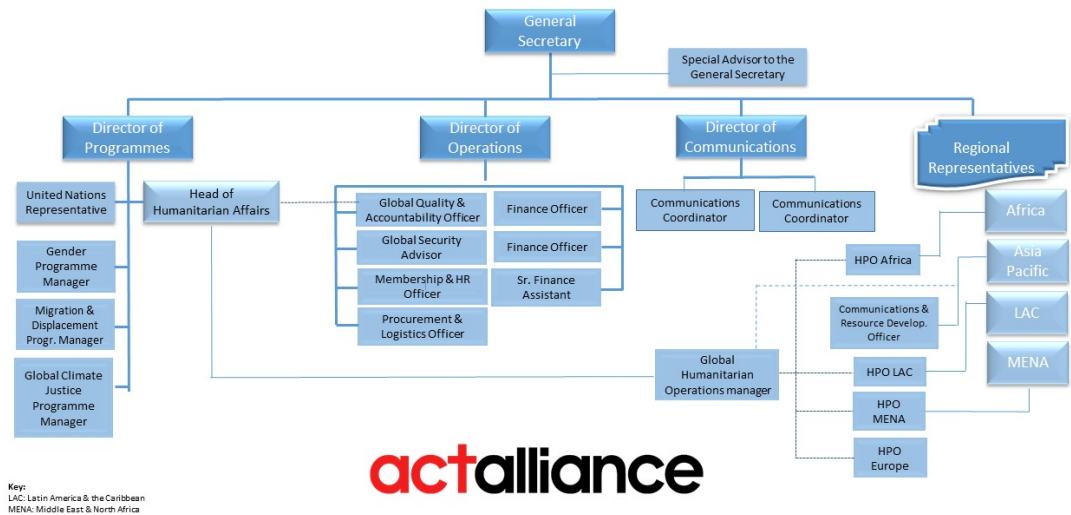 General
Secretary
Special Advisor to the
General Secretary
Director of
Programmes
Director of
Operations
Director of
Communications
Regional
Representatives
United Nations
Representative
Head of
Humanitarian Affairs
Gender
Programme
Manager
Migration &
Displacement
Progr. Manager
Global Climate
Justice
Programme
Manager
Global Quality &
Accountability Officer
Finance Officer
Global Security
Advisor
Finance Officer
Membership & HR
Officer
Sr. Finance
Assistant
Procurement &
Logistics Officer
Communications
Coordinator
Communications
Coordinator
Africa
HPO Africa
Asia
Pacific
Communications &
Resource Develop.
Officer
LAC
Global
Humanitarian
Operations manager
HPO LAC
MENA
HPO
MENA
HPO
Europe
actalliance
Key:
LAC: Latin America & the Caribbean
MENA: Middle East & North Africa